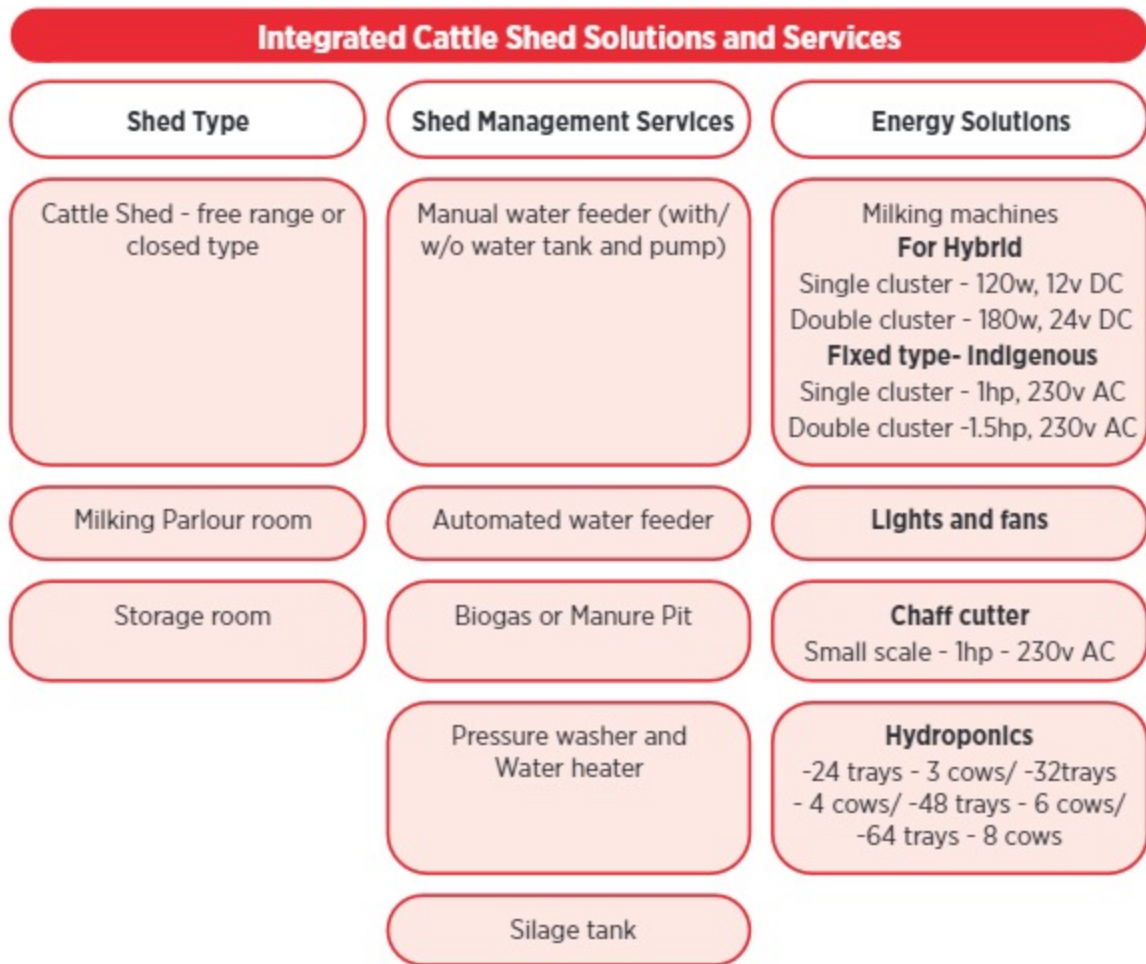 Integrated Cattle Shed Solutions and Services
Shed Type
Shed Management Services
Energy Solutions
Cattle Shed - free range or
closed type
Manual water feeder (with/
w/o water tank and pump)
Milking machines
For Hybrid
Single cluster - 120w, 12v DC
Double cluster - 180w, 24v DC
Fixed type- Indigenous
Single cluster - 1hp, 230v AC
Double cluster -1.5hp, 230v AC
Milking Parlour room
Automated water feeder
Lights and fans
Storage room
Biogas or Manure Pit
Chaff cutter
Small scale - 1hp - 230v AC
Pressure washer and
Water heater
Hydroponics
-24 trays - 3 cows/ -32trays
- 4 cows/ -48 trays - 6 cows/
-64 trays - 8 cows
Silage tank